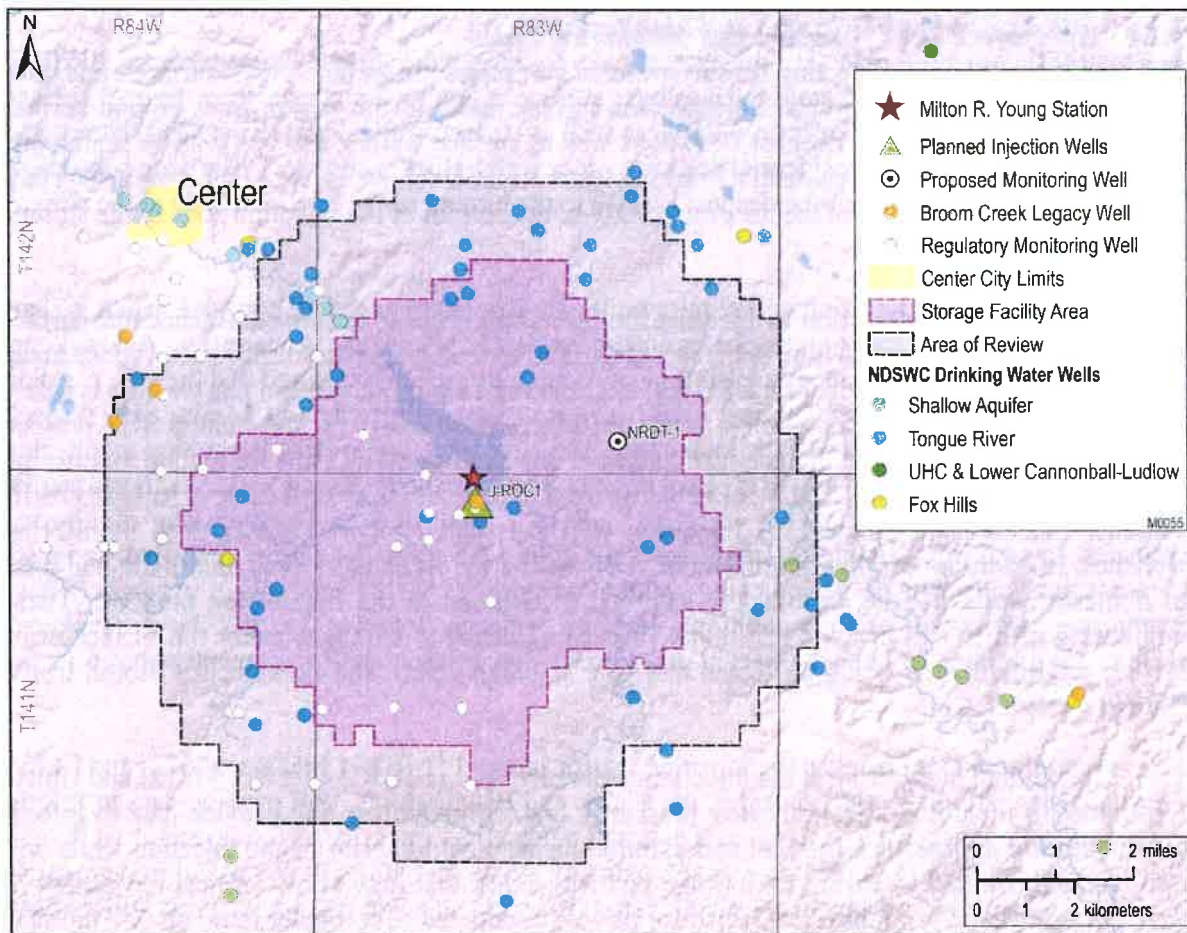 N
R84W
R83W
T142N
T141N
Center
NRDT-1
J-ROC1
Milton R. Young Station
Planned Injection Wells
Proposed Monitoring Well
Broom Creek Legacy Well
Regulatory Monitoring Well
Center City Limits
Storage Facility Area
Area of Review
NDSWC Drinking Water Wells
Shallow Aquifer
Tongue River
UHC & Lower Cannonball-Ludlow
Fox Hills
M0055
0 1 2 miles
0 1 2 kilometers